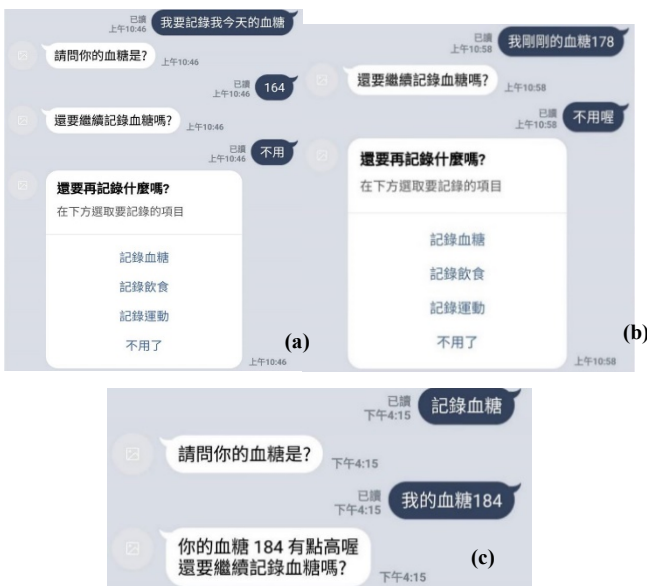 已讀
上午10:46
我要記錄我今天的血糖
請問你的血糖是?
上午10:46
已讀
上午10:46
164
還要繼續記錄血糖嗎?
上午10:46
已讀
上午10:46
不用
還要再記錄什麼嗎?
在下方選取要記錄的項目
記錄血糖
記錄飲食
記錄運動
不用了
上午10:46
(a)
已讀
上午10:58
我剛剛的血糖178
還要繼續記錄血糖嗎?
上午10:58
已讀
上午10:58
不用喔
還要再記錄什麼嗎?
在下方選取要記錄的項目
記錄血糖
記錄飲食
記錄運動
不用了
上午10:58
(b)
已讀
下午4:15
記錄血糖
請問你的血糖是?
下午4:15
已讀
下午4:15
我的血糖184
你的血糖 184 有點高喔
還要繼續記錄血糖嗎?
下午4:15
(c)